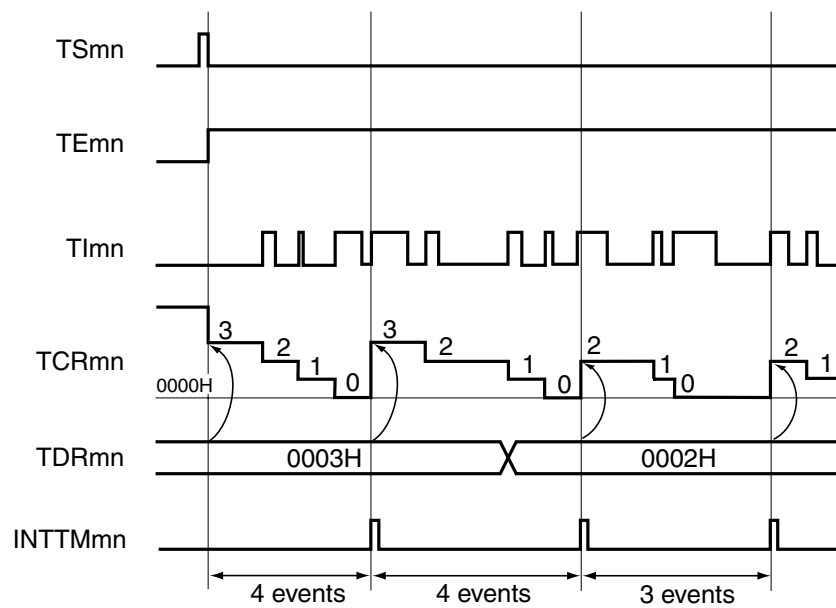 TSmn
TEmn
TImn
TCRmn
3 2 1 0 3 2 1 0 2 1 0 2 1
0000H
TDRmn
0003H 0002H
INTTMmn
4 events 4 events 3 events